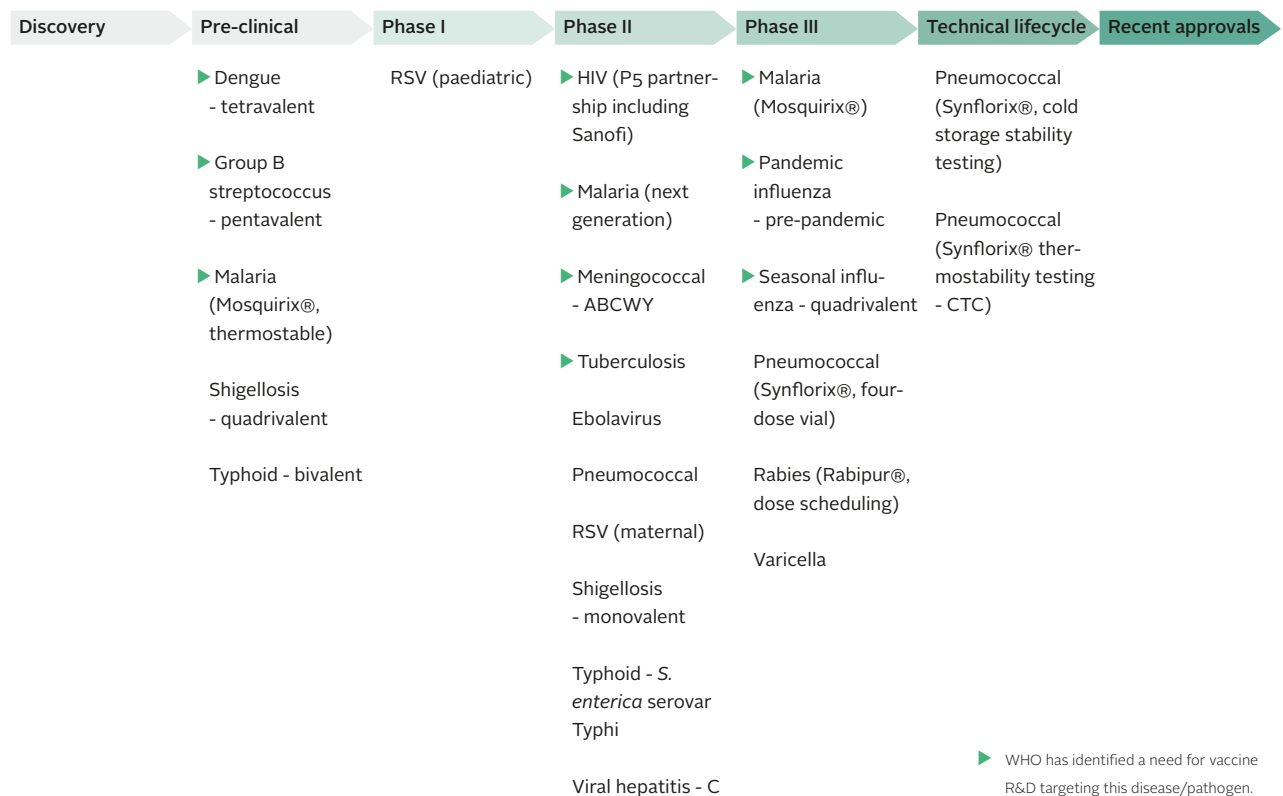 Discovery
Pre-clinical
Phase I
Phase II
Phase III
Technical lifecycle
Recent approvals
▶ Dengue
- tetravalent
▶ Group B
streptococcus
- pentavalent
▶ Malaria
(Mosquirix®,
thermostable)
Shigellosis
- quadrivalent
Typhoid - bivalent
RSV (paediatric)
▶ HIV (P5 partner-
ship including
Sanofi)
▶ Malaria (next
generation)
▶ Meningococcal
- ABCWY
▶ Tuberculosis
Ebolavirus
Pneumococcal
RSV (maternal)
Shigellosis
- monovalent
Typhoid - S.
enterica serovar
Typhi
Viral hepatitis - C
▶ Malaria
(Mosquirix®)
▶ Pandemic
influenza
- pre-pandemic
▶ Seasonal influ-
enza - quadrivalent
Pneumococcal
(Synflorix®, four-
dose vial)
Rabies (Rabipur®,
dose scheduling)
Varicella
Pneumococcal
(Synflorix®, cold
storage stability
testing)
Pneumococcal
(Synflorix® ther-
mostability testing
- CTC)
▶ WHO has identified a need for vaccine
R&D targeting this disease/pathogen.